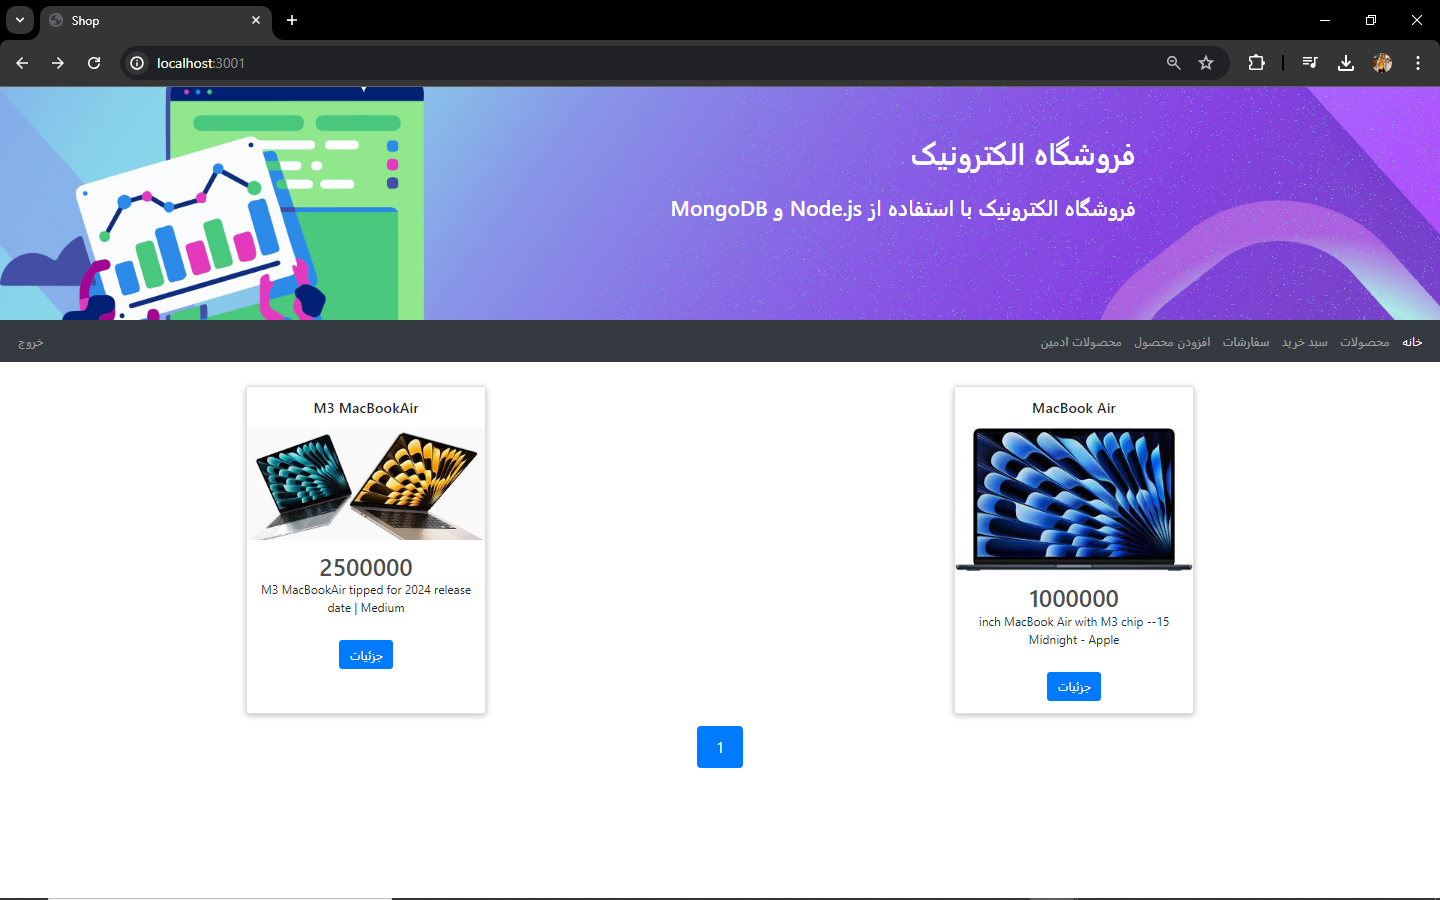 Shop
localhost:3001
فروشگاه الکترونیک
فروشگاه الکترونیک با استفاده از Node.js و MongoDB
خانه محصولات سبد خرید سفارشات افزودن محصول محصولات ادمین خروج
MacBook Air
1000000
inch MacBook Air with M3 chip --15
Midnight - Apple
جزئیات
M3 MacBookAir
2500000
M3 MacBookAir tipped for 2024 release
date | Medium
جزئیات
1